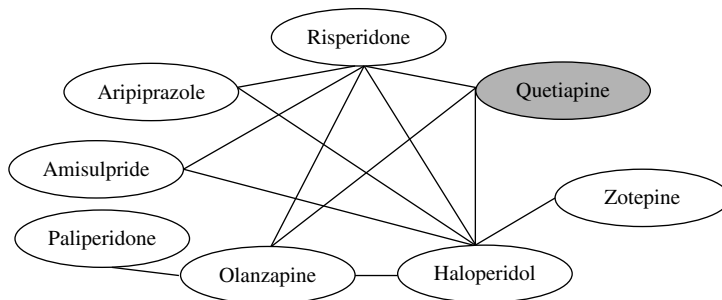 Risperidone
Aripiprazole
Quetiapine
Amisulpride
Zotepine
Paliperidone
Olanzapine
Haloperidol